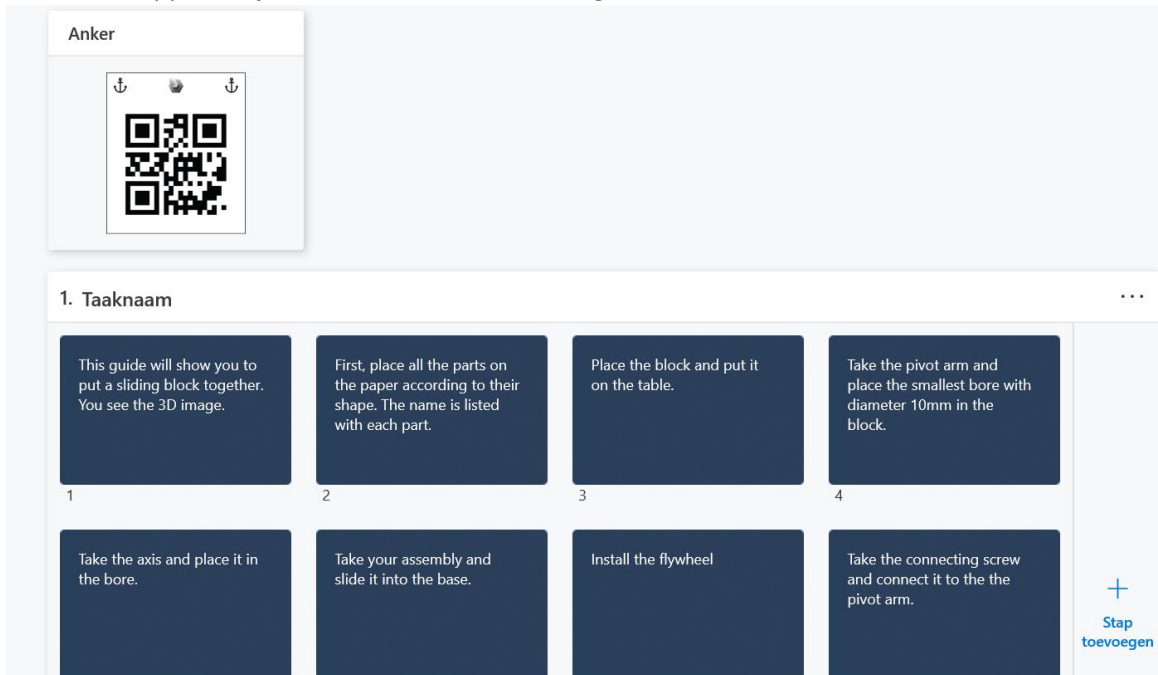 Anker
1. Taaknaam
...
This guide will show you to
put a sliding block together.
You see the 3D image.
1
First, place all the parts on
the paper according to their
shape. The name is listed
with each part.
2
Place the block and put it
on the table.
3
Take the pivot arm and
place the smallest bore with
diameter 10mm in the
block.
4
Take the axis and place it in
the bore.
Take your assembly and
slide it into the base.
Install the flywheel
Take the connecting screw
and connect it to the the
pivot arm.
+
Stap
toevoegen